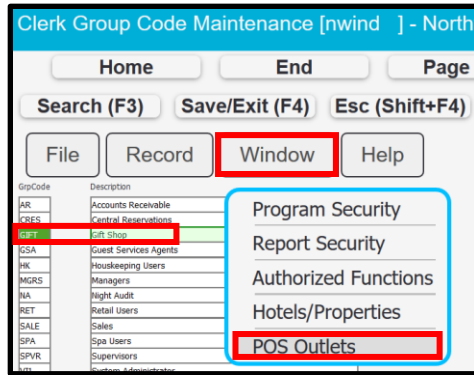 Clerk Group Code Maintenance [nwind ] - North
Home End Page
Search (F3) Save/Exit (F4) Esc (Shift+F4)
File Record Window Help
GrpCode Description
AR Accounts Receivable
CRES Central Reservations
GIFT Gift Shop
GSA Guest Services Agents
HK Houskeeping Users
MGRS Managers
NA Night Audit
RET Retail Users
SALE Sales
SPA Spa Users
SPVR Supervisors
VTL System Administrator
Program Security
Report Security
Authorized Functions
Hotels/Properties
POS Outlets